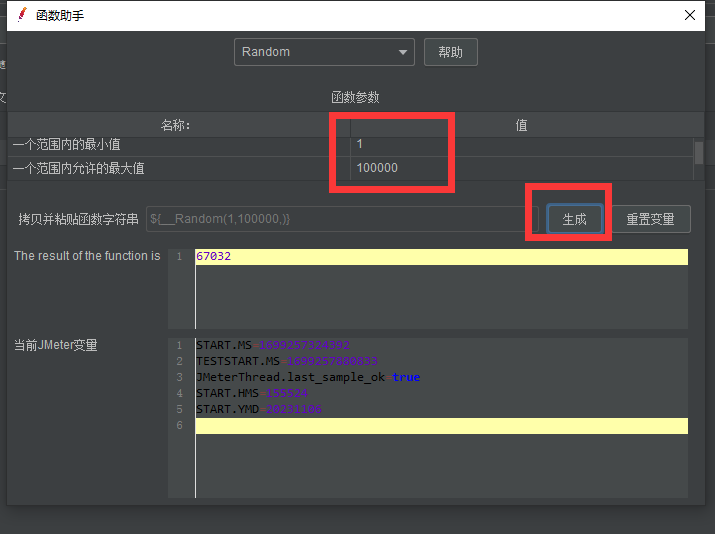 函数助手
Random
帮助
函数参数
名称: 值
一个范围内的最小值 1
一个范围内允许的最大值 100000
拷贝并粘贴函数字符串 ${__Random(1,100000,)} 生成 重置变量
The result of the function is 1 67032
当前JMeter变量 1 START.MS=1699257324392
2 TESTSTART.MS=1699257880833
3 JMeterThread.last_sample_ok=true
4 START.HMS=155524
5 START.YMD=20231106
6